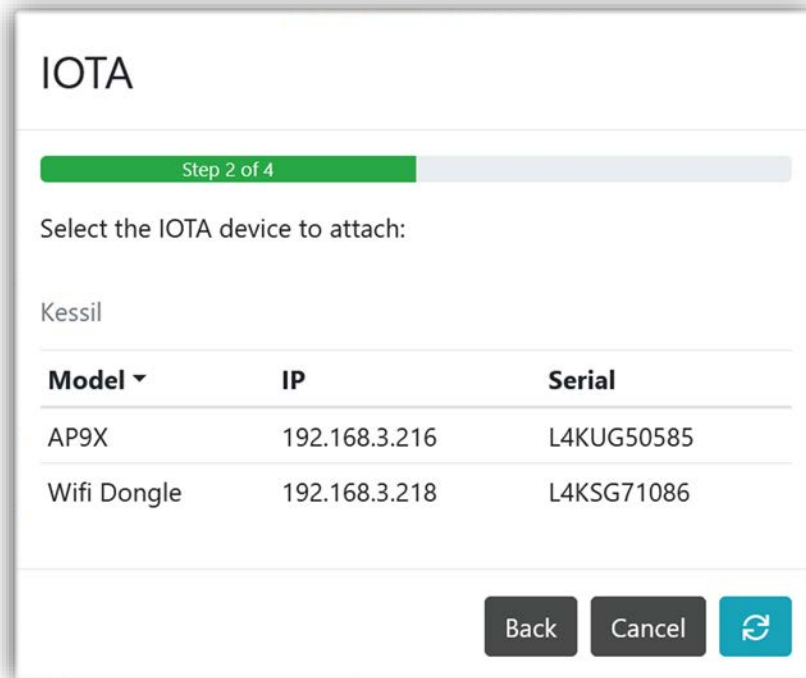 IOTA
Step 2 of 4
Select the IOTA device to attach:
Kessil
Model IP Serial
AP9X 192.168.3.216 L4KUG50585
Wifi Dongle 192.168.3.218 L4KSG71086
Back Cancel